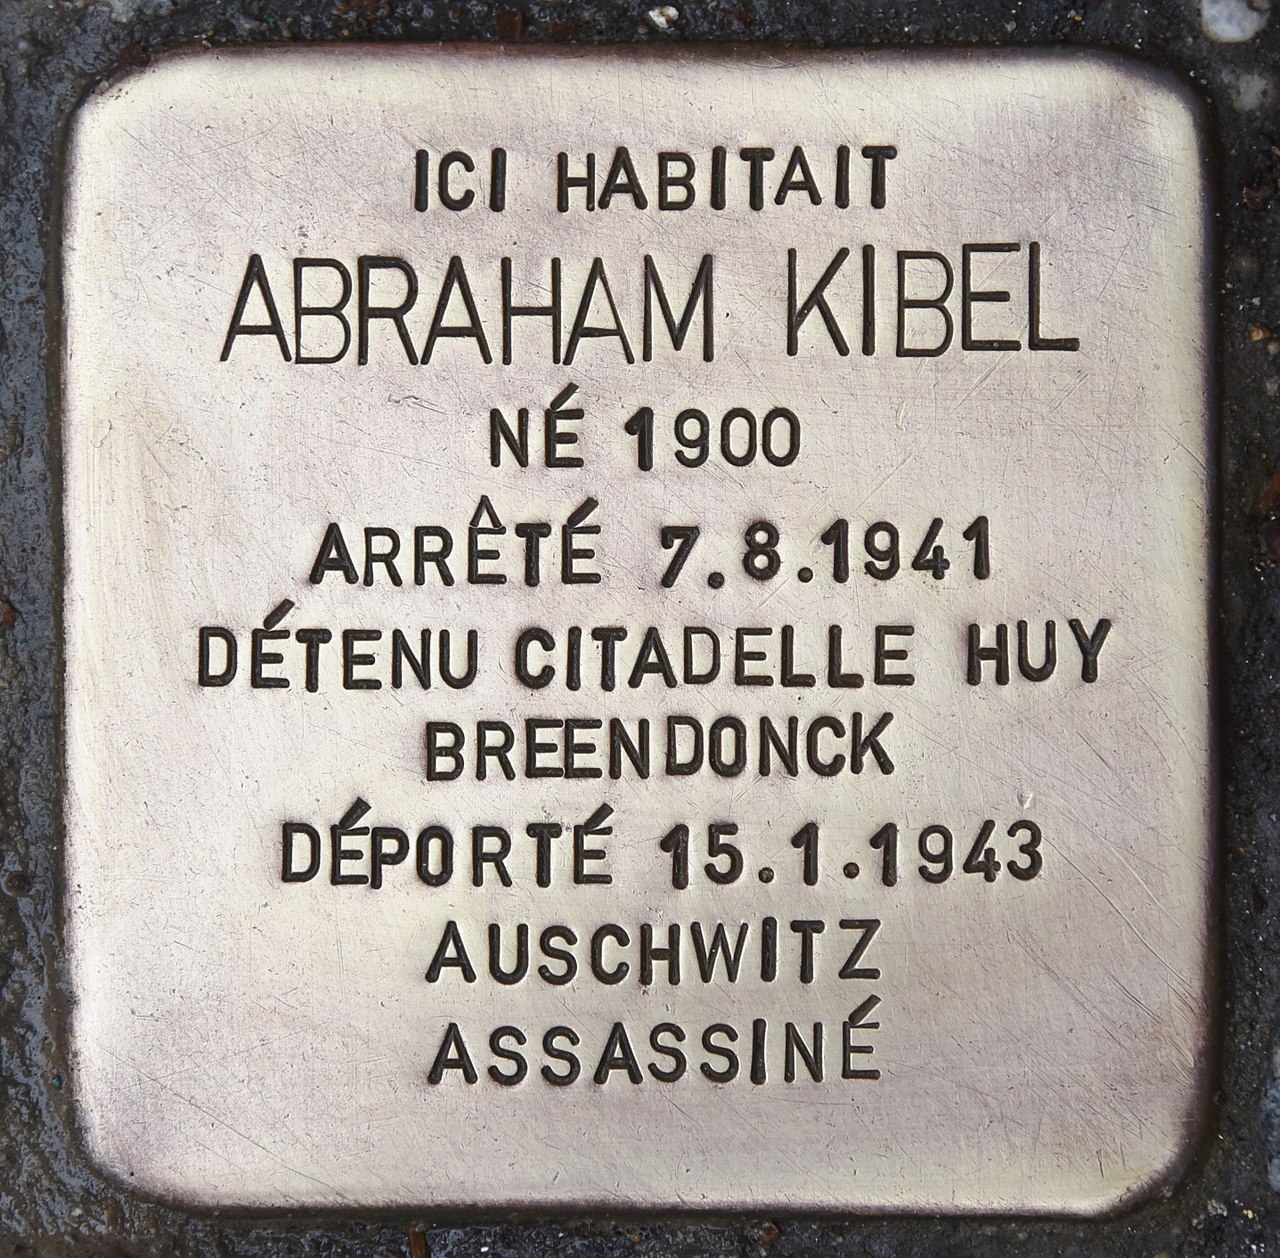 ICI HABITAIT
ABRAHAM KIBEL
NÉ 1900
ARRÊTÉ 7.8.1941
DÉTENU CITADELLE HUY
BREENDONCK
DÉPORTÉ 15.1.1943
AUSCHWITZ
ASSASSINÉ